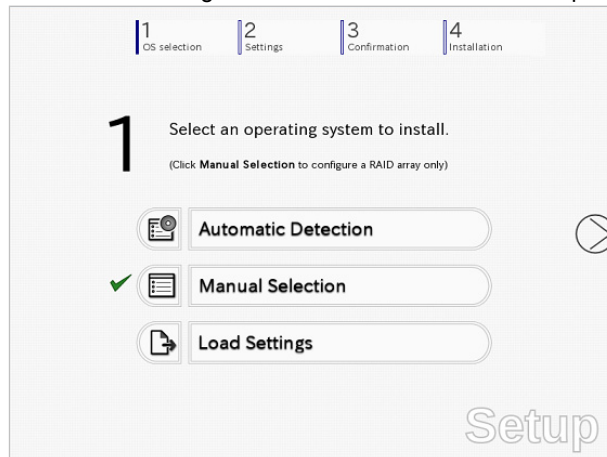 1
OS selection
2
Settings
3
Confirmation
4
Installation
1
Select an operating system to install.
(Click Manual Selection to configure a RAID array only)
Automatic Detection
Manual Selection
Load Settings
Setup